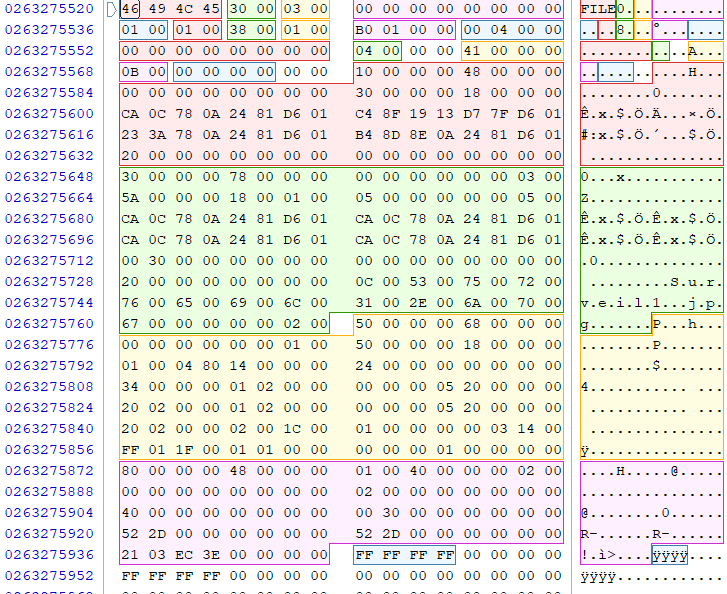 0263275520 46 49 4C 45 30 00 03 00 00 00 00 00 00 00 00 00 FILE0...........
0263275536 01 00 01 00 38 00 01 00 B0 01 00 00 00 04 00 00 ....8...°.......
0263275552 00 00 00 00 00 00 00 00 04 00 00 00 41 00 00 00 ............A...
0263275568 0B 00 00 00 00 00 00 00 10 00 00 00 48 00 00 00 ............H...
0263275584 00 00 00 00 00 00 00 00 30 00 00 00 18 00 00 00 ........0.......
0263275600 CA 0C 78 0A 24 81 D6 01 C4 8F 19 13 D7 7F D6 01 Ê.x.$.Ö.Ä...×.Ö.
0263275616 23 3A 78 0A 24 81 D6 01 B4 8D 8E 0A 24 81 D6 01 #:x.$.Ö.´...$.Ö.
0263275632 20 00 00 00 00 00 00 00 00 00 00 00 00 00 00 00  ...............
0263275648 30 00 00 00 78 00 00 00 00 00 00 00 00 00 03 00 0...x...........
0263275664 5A 00 00 00 18 00 01 00 05 00 00 00 00 00 05 00 Z...............
0263275680 CA 0C 78 0A 24 81 D6 01 CA 0C 78 0A 24 81 D6 01 Ê.x.$.Ö.Ê.x.$.Ö.
0263275696 CA 0C 78 0A 24 81 D6 01 CA 0C 78 0A 24 81 D6 01 Ê.x.$.Ö.Ê.x.$.Ö.
0263275712 00 30 00 00 00 00 00 00 00 00 00 00 00 00 00 00 .0..............
0263275728 20 00 00 00 00 00 00 00 0C 00 53 00 75 00 72 00  .........S.u.r.
0263275744 76 00 65 00 69 00 6C 00 31 00 2E 00 6A 00 70 00 v.e.i.l.1...j.p.
0263275760 67 00 00 00 00 00 02 00 50 00 00 00 68 00 00 00 g.......P...h...
0263275776 00 00 00 00 00 00 01 00 50 00 00 00 18 00 00 00 ........P.......
0263275792 01 00 04 80 14 00 00 00 24 00 00 00 00 00 00 00 ........$.......
0263275808 34 00 00 00 01 02 00 00 00 00 00 05 20 00 00 00 4........... ...
0263275824 20 02 00 00 01 02 00 00 00 00 00 05 20 00 00 00  ........... ...
0263275840 20 02 00 00 02 00 1C 00 01 00 00 00 00 03 14 00  ...............
0263275856 FF 01 1F 00 01 01 00 00 00 00 00 01 00 00 00 00 ÿ...............
0263275872 80 00 00 00 48 00 00 00 01 00 40 00 00 00 02 00 ....H.....@.....
0263275888 00 00 00 00 00 00 00 00 02 00 00 00 00 00 00 00 ................
0263275904 40 00 00 00 00 00 00 00 00 30 00 00 00 00 00 00 @........0......
0263275920 52 2D 00 00 00 00 00 00 52 2D 00 00 00 00 00 00 R-......R-......
0263275936 21 03 EC 3E 00 00 00 00 FF FF FF FF 00 00 00 00 !.ì>....ÿÿÿÿ....
0263275952 FF FF FF FF 00 00 00 00 00 00 00 00 00 00 00 00 ÿÿÿÿ............